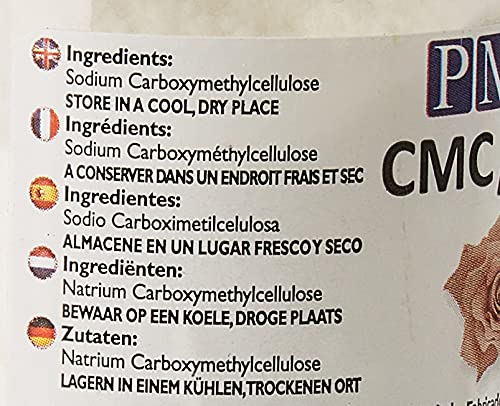 Ingredients:
Sodium Carboxymethylcellulose
STORE IN A COOL, DRY PLACE
Ingrédients:
Sodium Carboxyméthylcellulose
A CONSERVER DANS UN ENDROIT FRAIS ET SEC
Ingredientes:
Sodio Carboximetilcelulosa
ALMACENE EN UN LUGAR FRESCO Y SECO
Ingrediënten:
Natrium Carboxymethylcellulose
BEWAAR OP EEN KOELE, DROGE PLAATS
Zutaten:
Natrium Carboxymethylcellulose
LAGERN IN EINEM KÜHLEN, TROCKENEN ORT
PM
CMC